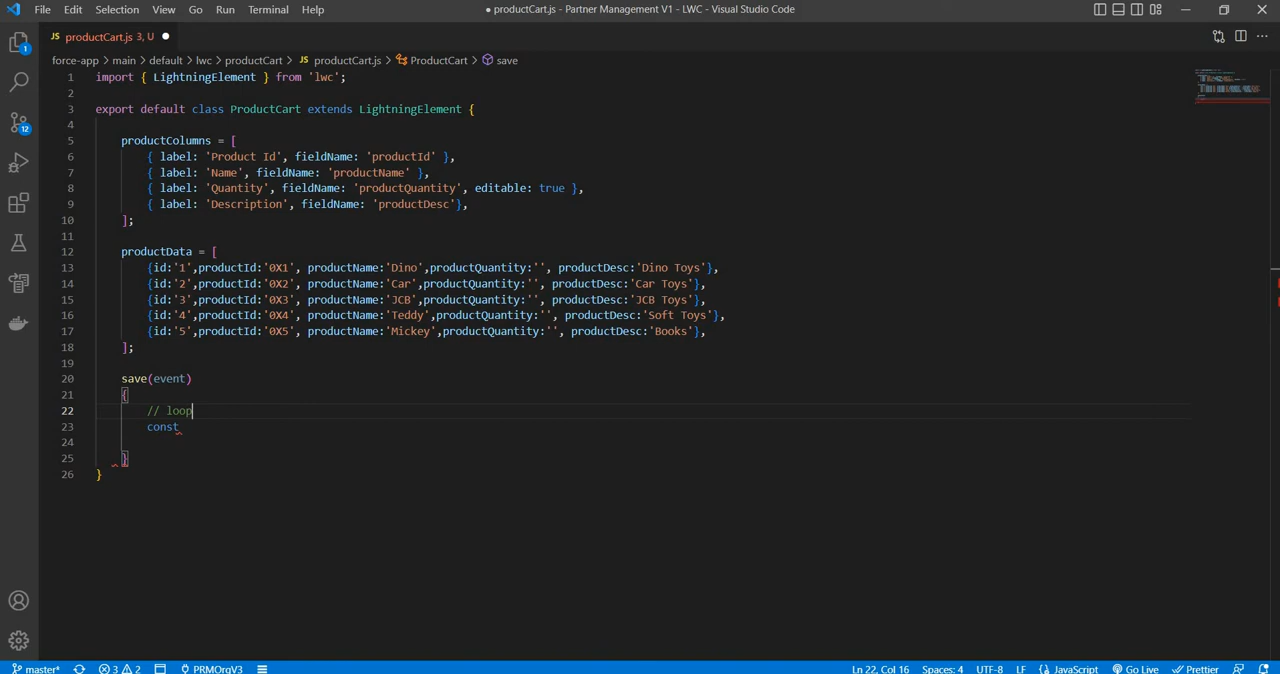 File Edit Selection View Go Run Terminal Help ● productCart.js - Partner Management V1 - LWC - Visual Studio Code
JS productCart.js 3, U ●
force-app > main > default > lwc > productCart > JS productCart.js > ProductCart > save
1 import { LightningElement } from 'lwc';
2
3 export default class ProductCart extends LightningElement {
4
5 productColumns = [
6 { label: 'Product Id', fieldName: 'productId' },
7 { label: 'Name', fieldName: 'productName' },
8 { label: 'Quantity', fieldName: 'productQuantity', editable: true },
9 { label: 'Description', fieldName: 'productDesc'},
10 ];
11
12 productData = [
13 {id:'1',productId:'0X1', productName:'Dino',productQuantity:'', productDesc:'Dino Toys'},
14 {id:'2',productId:'0X2', productName:'Car',productQuantity:'', productDesc:'Car Toys'},
15 {id:'3',productId:'0X3', productName:'JCB',productQuantity:'', productDesc:'JCB Toys'},
16 {id:'4',productId:'0X4', productName:'Teddy',productQuantity:'', productDesc:'Soft Toys'},
17 {id:'5',productId:'0X5', productName:'Mickey',productQuantity:'', productDesc:'Books'},
18 ];
19
20 save(event)
21 {
22 // loop
23 const
24
25 }
26 }
1
12
master* 3 2 PRMOrgV3 Ln 22, Col 16 Spaces: 4 UTF-8 LF JavaScript Go Live Prettier